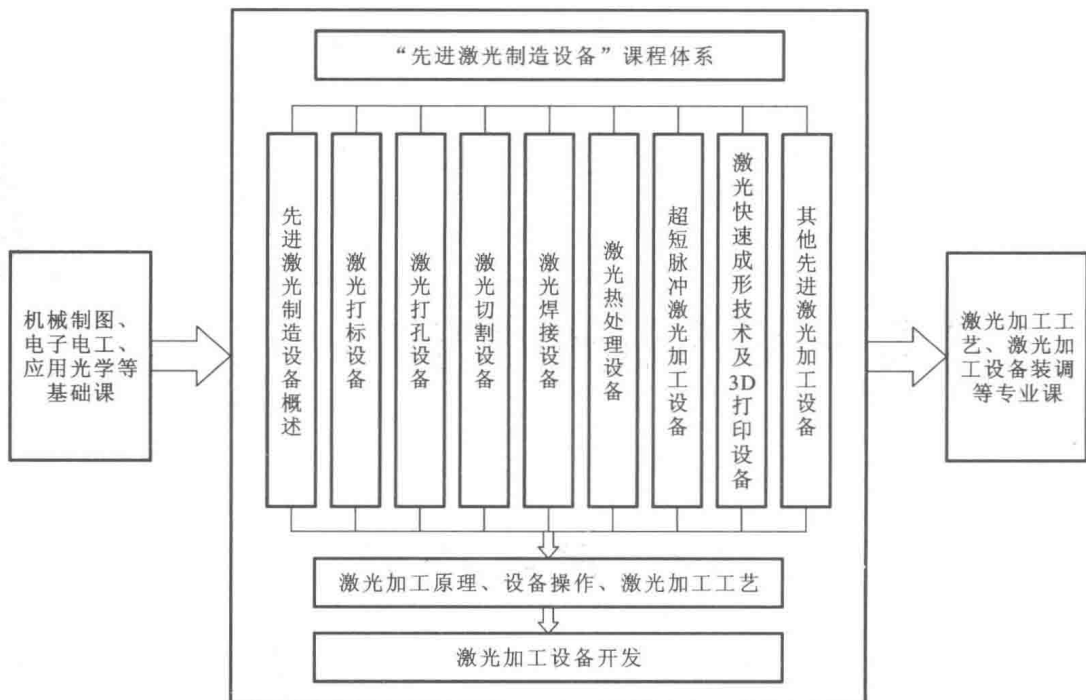 “先进激光制造设备”课程体系
机械制图、
电子电工、
应用光学等
基础课
先进激光制造设备概述
激光打标设备
激光打孔设备
激光切割设备
激光焊接设备
激光热处理设备
超短脉冲激光加工设备
激光快速成形技术及3D打印设备
其他先进激光加工设备
激光加工工
艺、激光加
工设备装调
等专业课
激光加工原理、设备操作、激光加工工艺
激光加工设备开发